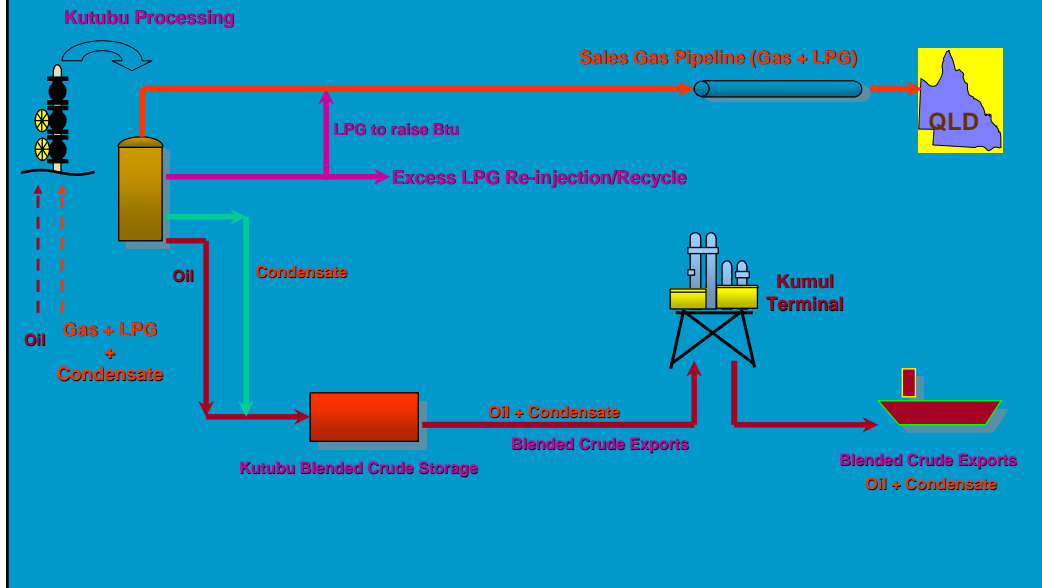 Kutubu Processing
Sales Gas Pipeline (Gas + LPG)
QLD
LPG to raise Btu
Excess LPG Re-injection/Recycle
Oil
Condensate
Kumul
Terminal
Oil
Gas + LPG
+
Condensate
Oil + Condensate
Blended Crude Exports
Kutubu Blended Crude Storage
Blended Crude Exports
Oil + Condensate